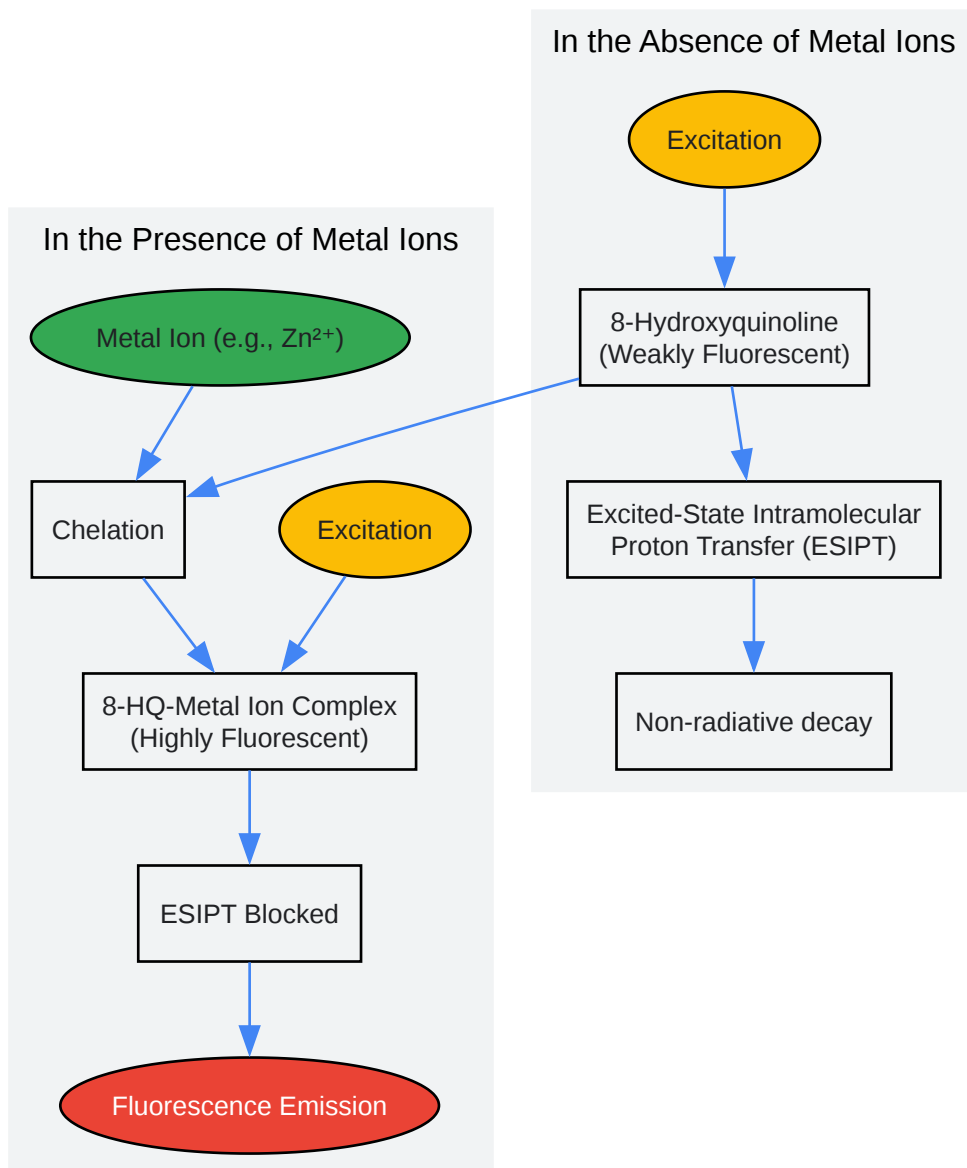 In the Absence of Metal Ions
Excitation
8-Hydroxyquinoline
(Weakly Fluorescent)
Excited-State Intramolecular
Proton Transfer (ESIPT)
Non-radiative decay
In the Presence of Metal Ions
Metal Ion (e.g., Zn²⁺)
Chelation
Excitation
8-HQ-Metal Ion Complex
(Highly Fluorescent)
ESIPT Blocked
Fluorescence Emission